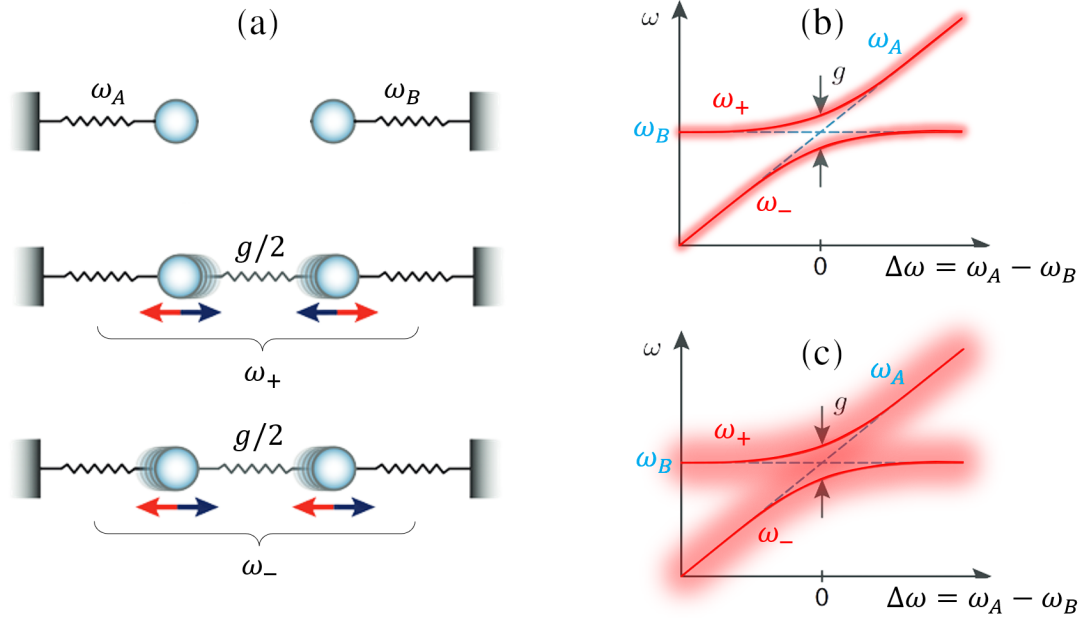 (a)
ω_A
ω_B
g/2
ω_+
g/2
ω_−
(b)
ω
ω_A
g
ω_+
ω_B
ω_−
0
Δω = ω_A − ω_B
(c)
ω
ω_A
g
ω_+
ω_B
ω_−
0
Δω = ω_A − ω_B